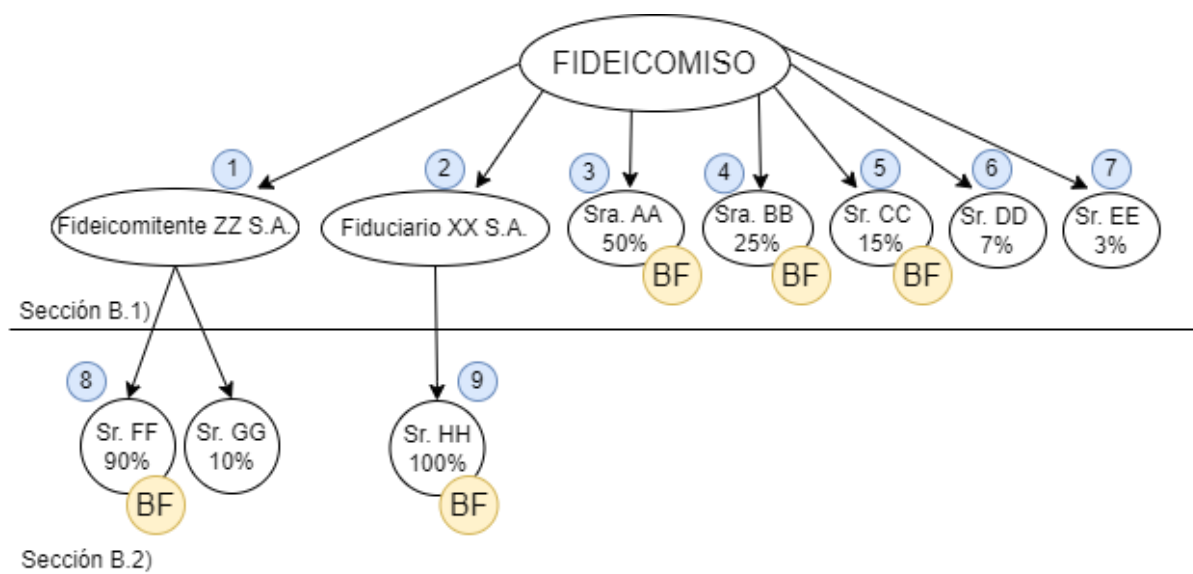 FIDEICOMISO
1
2
3
4
5
6
7
Fideicomitente ZZ S.A.
Fiduciario XX S.A.
Sra. AA
50%
BF
Sra. BB
25%
BF
Sr. CC
15%
BF
Sr. DD
7%
Sr. EE
3%
Sección B.1)
8
9
Sr. FF
90%
BF
Sr. GG
10%
Sr. HH
100%
BF
Sección B.2)